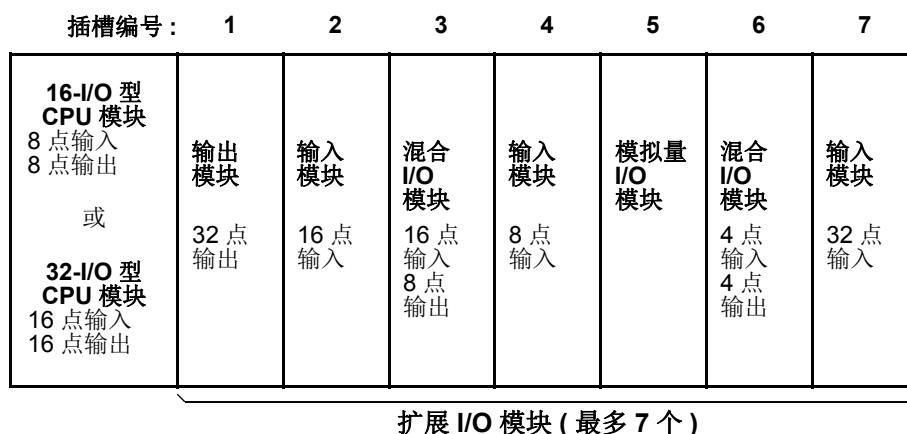 插槽编号 : 1 2 3 4 5 6 7
16-I/O 型
CPU 模块
8 点输入
8 点输出
或
32-I/O 型
CPU 模块
16 点输入
16 点输出
输出
模块
32 点
输出
输入
模块
16 点
输入
混合
I/O
模块
16 点
输入
8 点
输出
输入
模块
8 点
输入
模拟量
I/O
模块
混合
I/O
模块
4 点
输入
4 点
输出
输入
模块
32 点
输入
扩展 I/O 模块 ( 最多 7 个 )